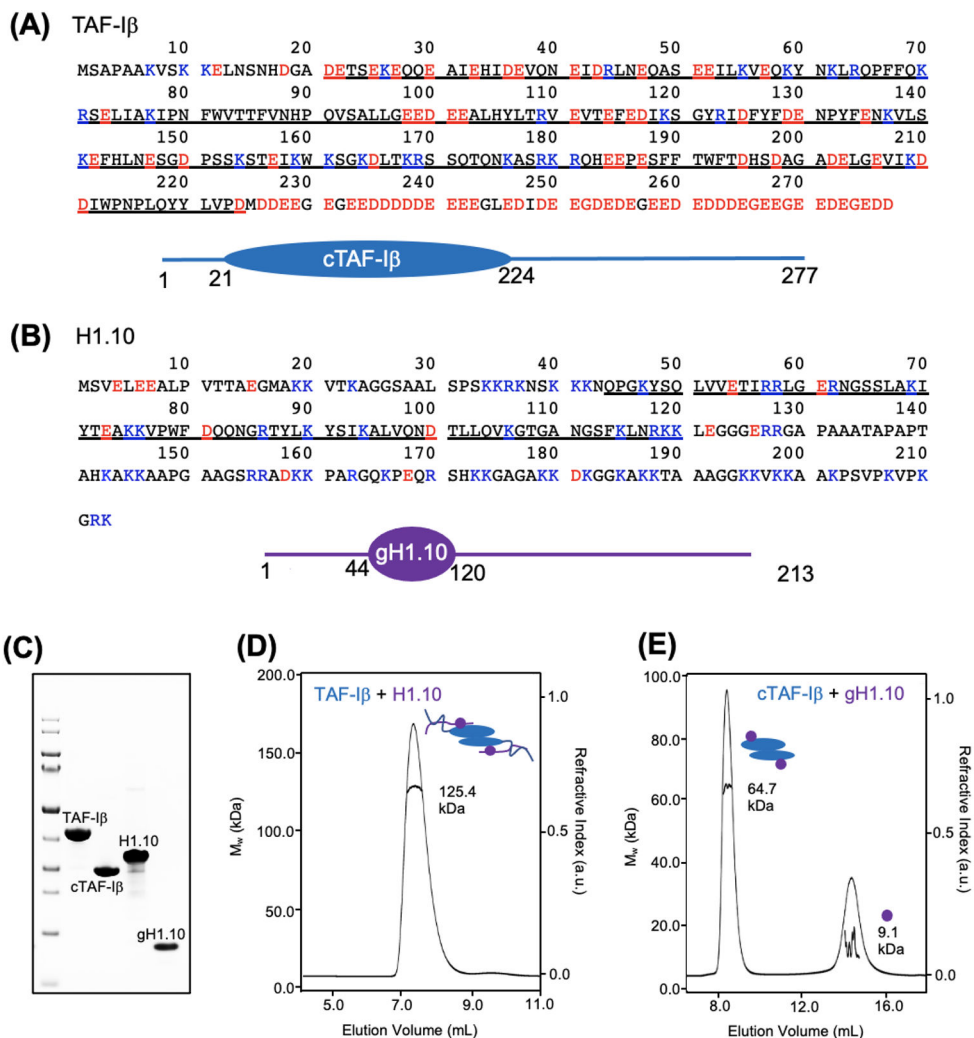 (A) TAF-Iβ
10 20 30 40 50 60 70
MSAPAAKVSK KELNSNHDGA DETSEKEQQE AIEHIDEVQN EIDRLNEQAS EEILKVEQKY NKLRQPFFQK
80 90 100 110 120 130 140
RSELIAKIPN FWVTTFVNHP QVSALLGEED EEALHYLTRV EVTEFEDIKS GYRIDFYFDE NPYFENKVLS
150 160 170 180 190 200 210
KEFHLNESGD PSSKSTEIKW KSGKDLTKRS SQTQNKASRK RQHEEPESFF TWFTDHSDAG ADELGEVIKD
220 230 240 250 260 270
DIWPNPLQYY LVPDMDDEEG EGEEDDDDDE EEEGLEDIDE EGDEDEGEED EDDDEGEEGE EDEGEDD
cTAF-Iβ
1 21 224 277
(B) H1.10
10 20 30 40 50 60 70
MSVELEEALP VTTAEGMAKK VTKAGGSAAL SPSKKRKNSK KKNQPGKYSQ LVVETIRRLG ERNGSSLAKI
80 90 100 110 120 130 140
YTEAKKVPWF DQQNGRTYLK YSIKALVQND TLLQVKGTGA NGSFKLNRKK LEGGGERRGA PAAATAPAPT
150 160 170 180 190 200 210
AHKAKKAAPG AAGSRRADKK PARGQKPEQR SHKKGAGAKK DKGGKAKKTA AAGGKKVKKA AKPSVPKVPK
GRK
gH1.10
1 44 120 213
(C)
TAF-Iβ
H1.10
cTAF-Iβ
gH1.10
(D)
TAF-Iβ + H1.10
125.4
kDa
200.0
150.0
100.0
50.0
0.0
Mw (kDa)
1.0
0.5
0.0
Refractive Index (a.u.)
5.0 7.0 9.0 11.0
Elution Volume (mL)
(E)
cTAF-Iβ + gH1.10
64.7
kDa
9.1
kDa
100.0
80.0
60.0
40.0
20.0
0.0
Mw (kDa)
1.0
0.5
0.0
Refractive Index (a.u.)
8.0 12.0 16.0
Elution Volume (mL)